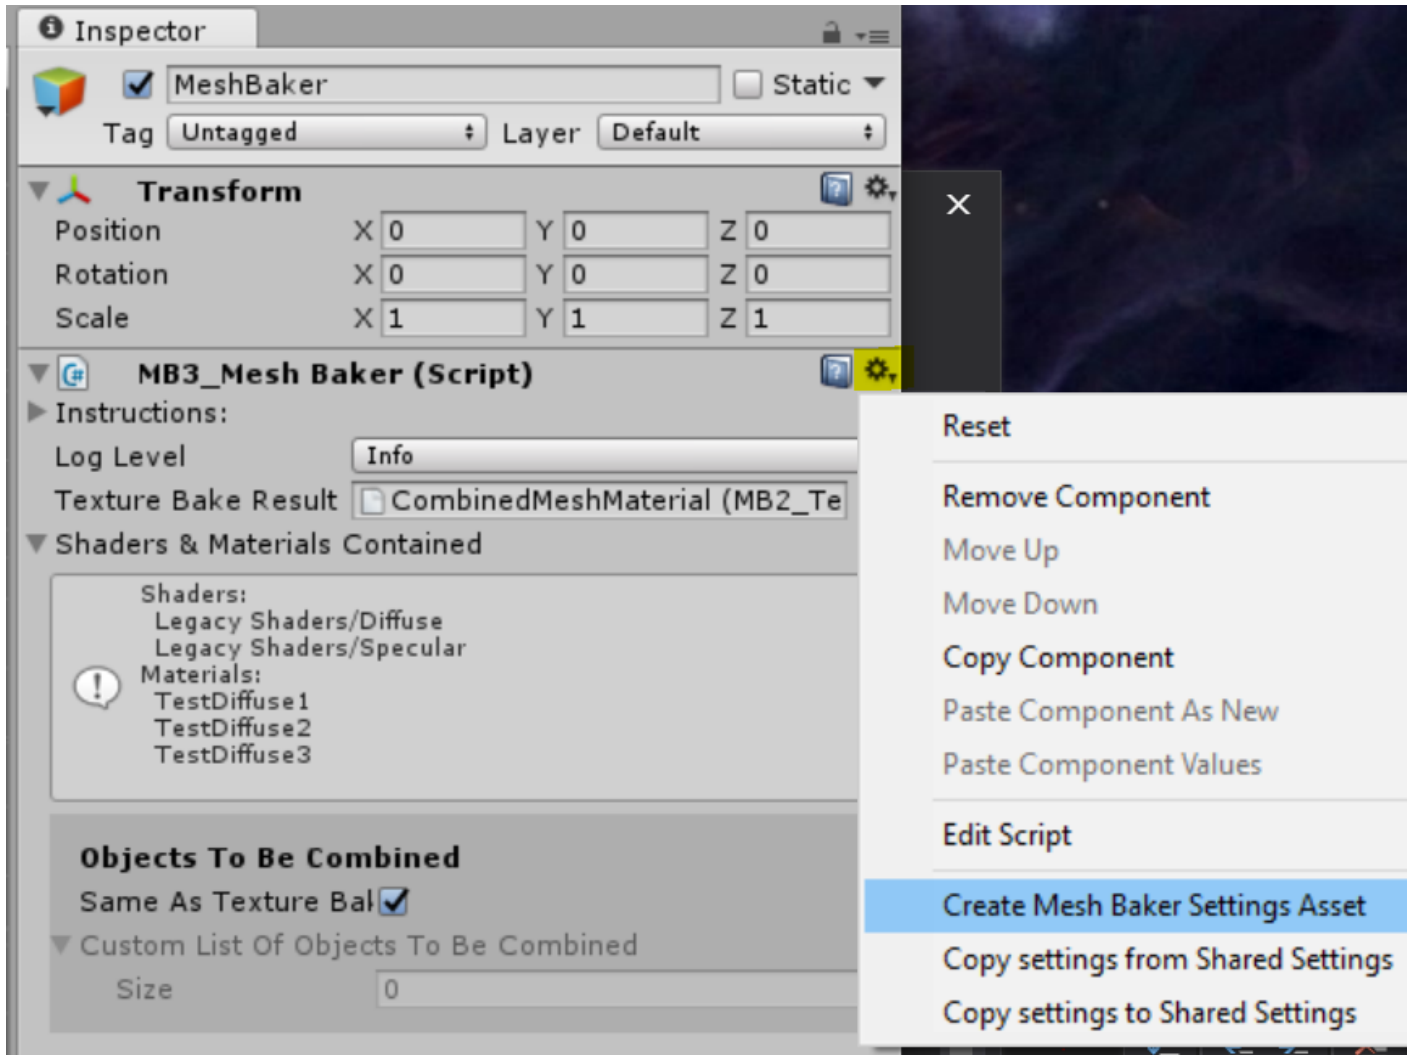 Inspector
MeshBaker Static
Tag Untagged Layer Default
Transform
Position X 0 Y 0 Z 0
Rotation X 0 Y 0 Z 0
Scale X 1 Y 1 Z 1
MB3_Mesh Baker (Script)
Instructions:
Log Level Info
Texture Bake Result CombinedMeshMaterial (MB2_Te
Shaders & Materials Contained
Shaders:
Legacy Shaders/Diffuse
Legacy Shaders/Specular
Materials:
TestDiffuse1
TestDiffuse2
TestDiffuse3
Objects To Be Combined
Same As Texture Bak
Custom List Of Objects To Be Combined
Size 0
Reset
Remove Component
Move Up
Move Down
Copy Component
Paste Component As New
Paste Component Values
Edit Script
Create Mesh Baker Settings Asset
Copy settings from Shared Settings
Copy settings to Shared Settings